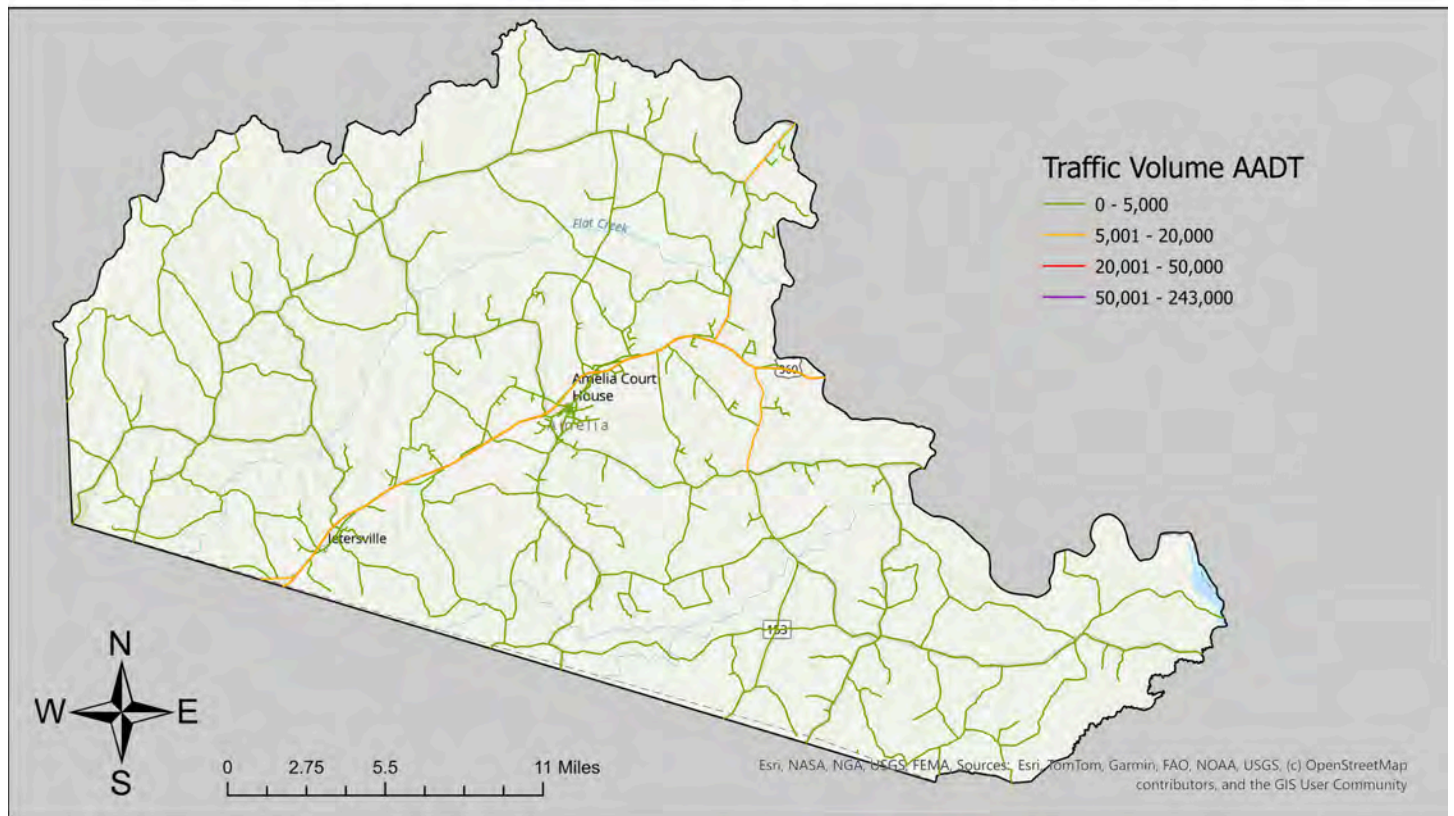 Traffic Volume AADT
0 - 5,000
5,001 - 20,000
20,001 - 50,000
50,001 - 243,000
Flat Creek
360
Amelia Court
House
Amelia
Jetersville
153
N
W E
S
0 2.75 5.5 11 Miles
Esri, NASA, NGA, USGS, FEMA, Sources: Esri, TomTom, Garmin, FAO, NOAA, USGS, (c) OpenStreetMap
contributors, and the GIS User Community